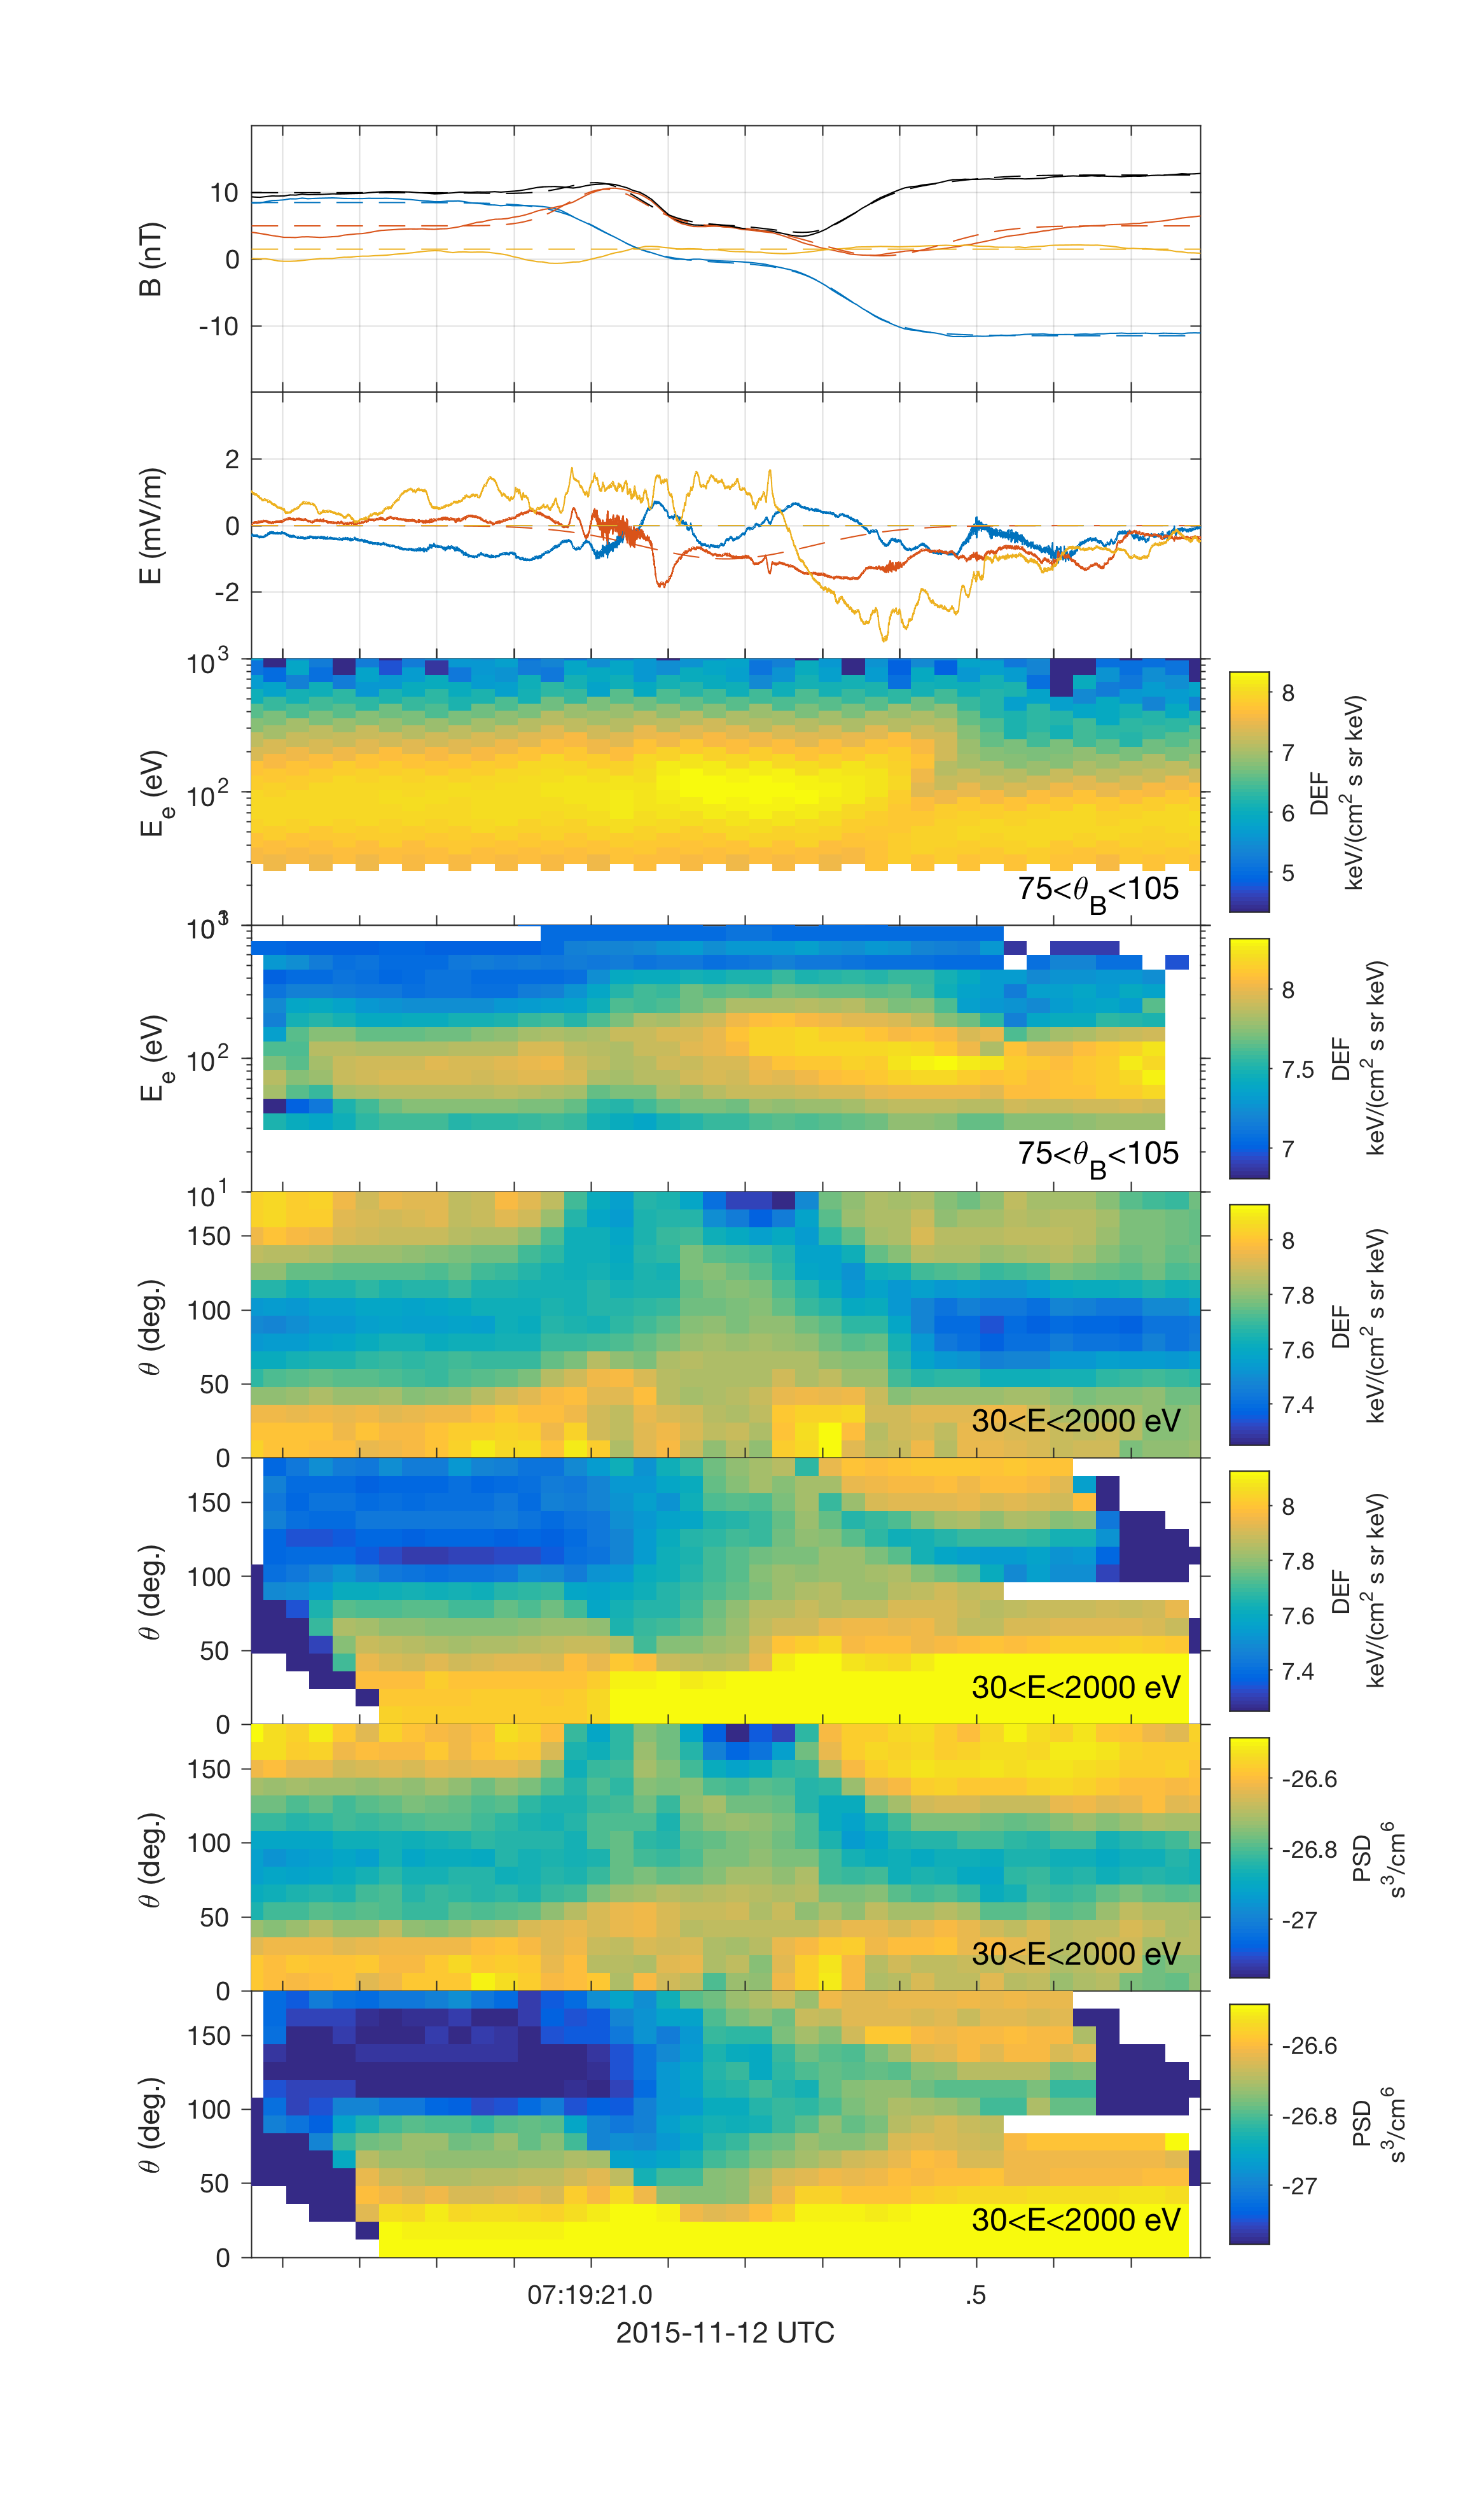 10
0
-10
B (nT)
2
0
-2
E (mV/m)
10³
10²
E_e (eV)
75<θ_B<105
8
7
6
5
DEF
keV/(cm² s sr keV)
10³
10²
10¹
E_e (eV)
75<θ_B<105
8
7.5
7
DEF
keV/(cm² s sr keV)
150
100
50
0
θ (deg.)
30<E<2000 eV
8
7.8
7.6
7.4
DEF
keV/(cm² s sr keV)
150
100
50
0
θ (deg.)
30<E<2000 eV
8
7.8
7.6
7.4
DEF
keV/(cm² s sr keV)
150
100
50
0
θ (deg.)
30<E<2000 eV
-26.6
-26.8
-27
PSD
s³/cm⁶
150
100
50
0
θ (deg.)
30<E<2000 eV
-26.6
-26.8
-27
PSD
s³/cm⁶
07:19:21.0 .5
2015-11-12 UTC